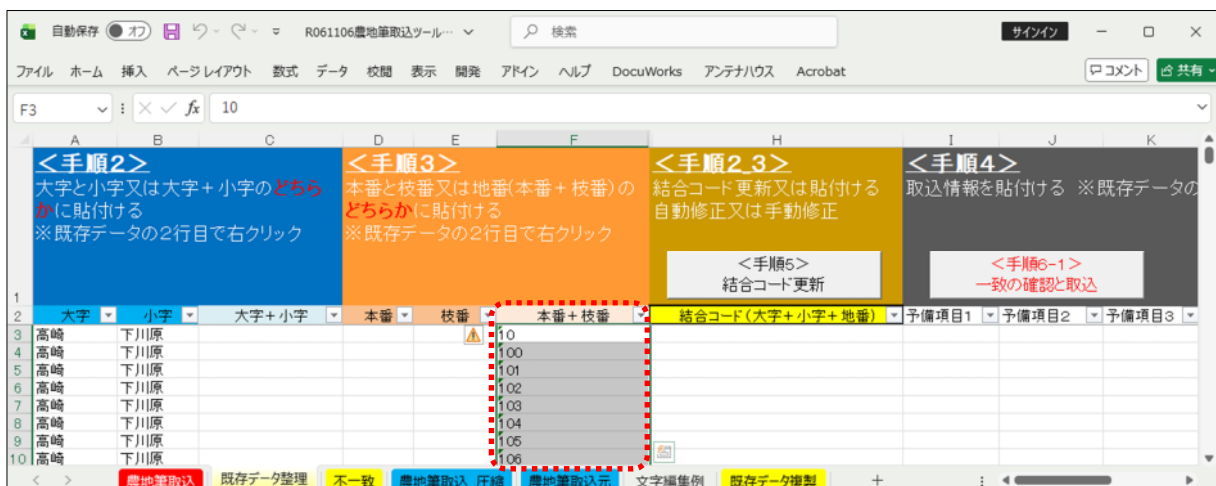 自動保存 オフ R061106農地筆取込ツール… 検索 サインイン
ファイル ホーム 挿入 ページ レイアウト 数式 データ 校閲 表示 開発 アドイン ヘルプ DocuWorks アンテナハウス Acrobat コメント 共有
F3 fx 10
A B C D E F H I J K
1
<手順2>
大字と小字又は大字+小字のどちら
かに貼付ける
※既存データの2行目で右クリック
<手順3>
本番と枝番又は地番(本番+枝番)の
どちらかに貼付ける
※既存データの2行目で右クリック
<手順2_3>
結合コード更新又は貼付ける
自動修正又は手動修正
<手順5>
結合コード更新
<手順4>
取込情報を貼付ける ※既存データの
<手順6-1>
一致の確認と取込
2 大字 小字 大字+小字 本番 枝番 本番+枝番 結合コード(大字+小字+地番) 予備項目1 予備項目2 予備項目3
3 高崎 下川原 10
4 高崎 下川原 100
5 高崎 下川原 101
6 高崎 下川原 102
7 高崎 下川原 103
8 高崎 下川原 104
9 高崎 下川原 105
10 高崎 下川原 106
農地筆取込 既存データ整理 不一致 農地筆取込_圧縮 農地筆取込元 文字編集例 既存データ複製